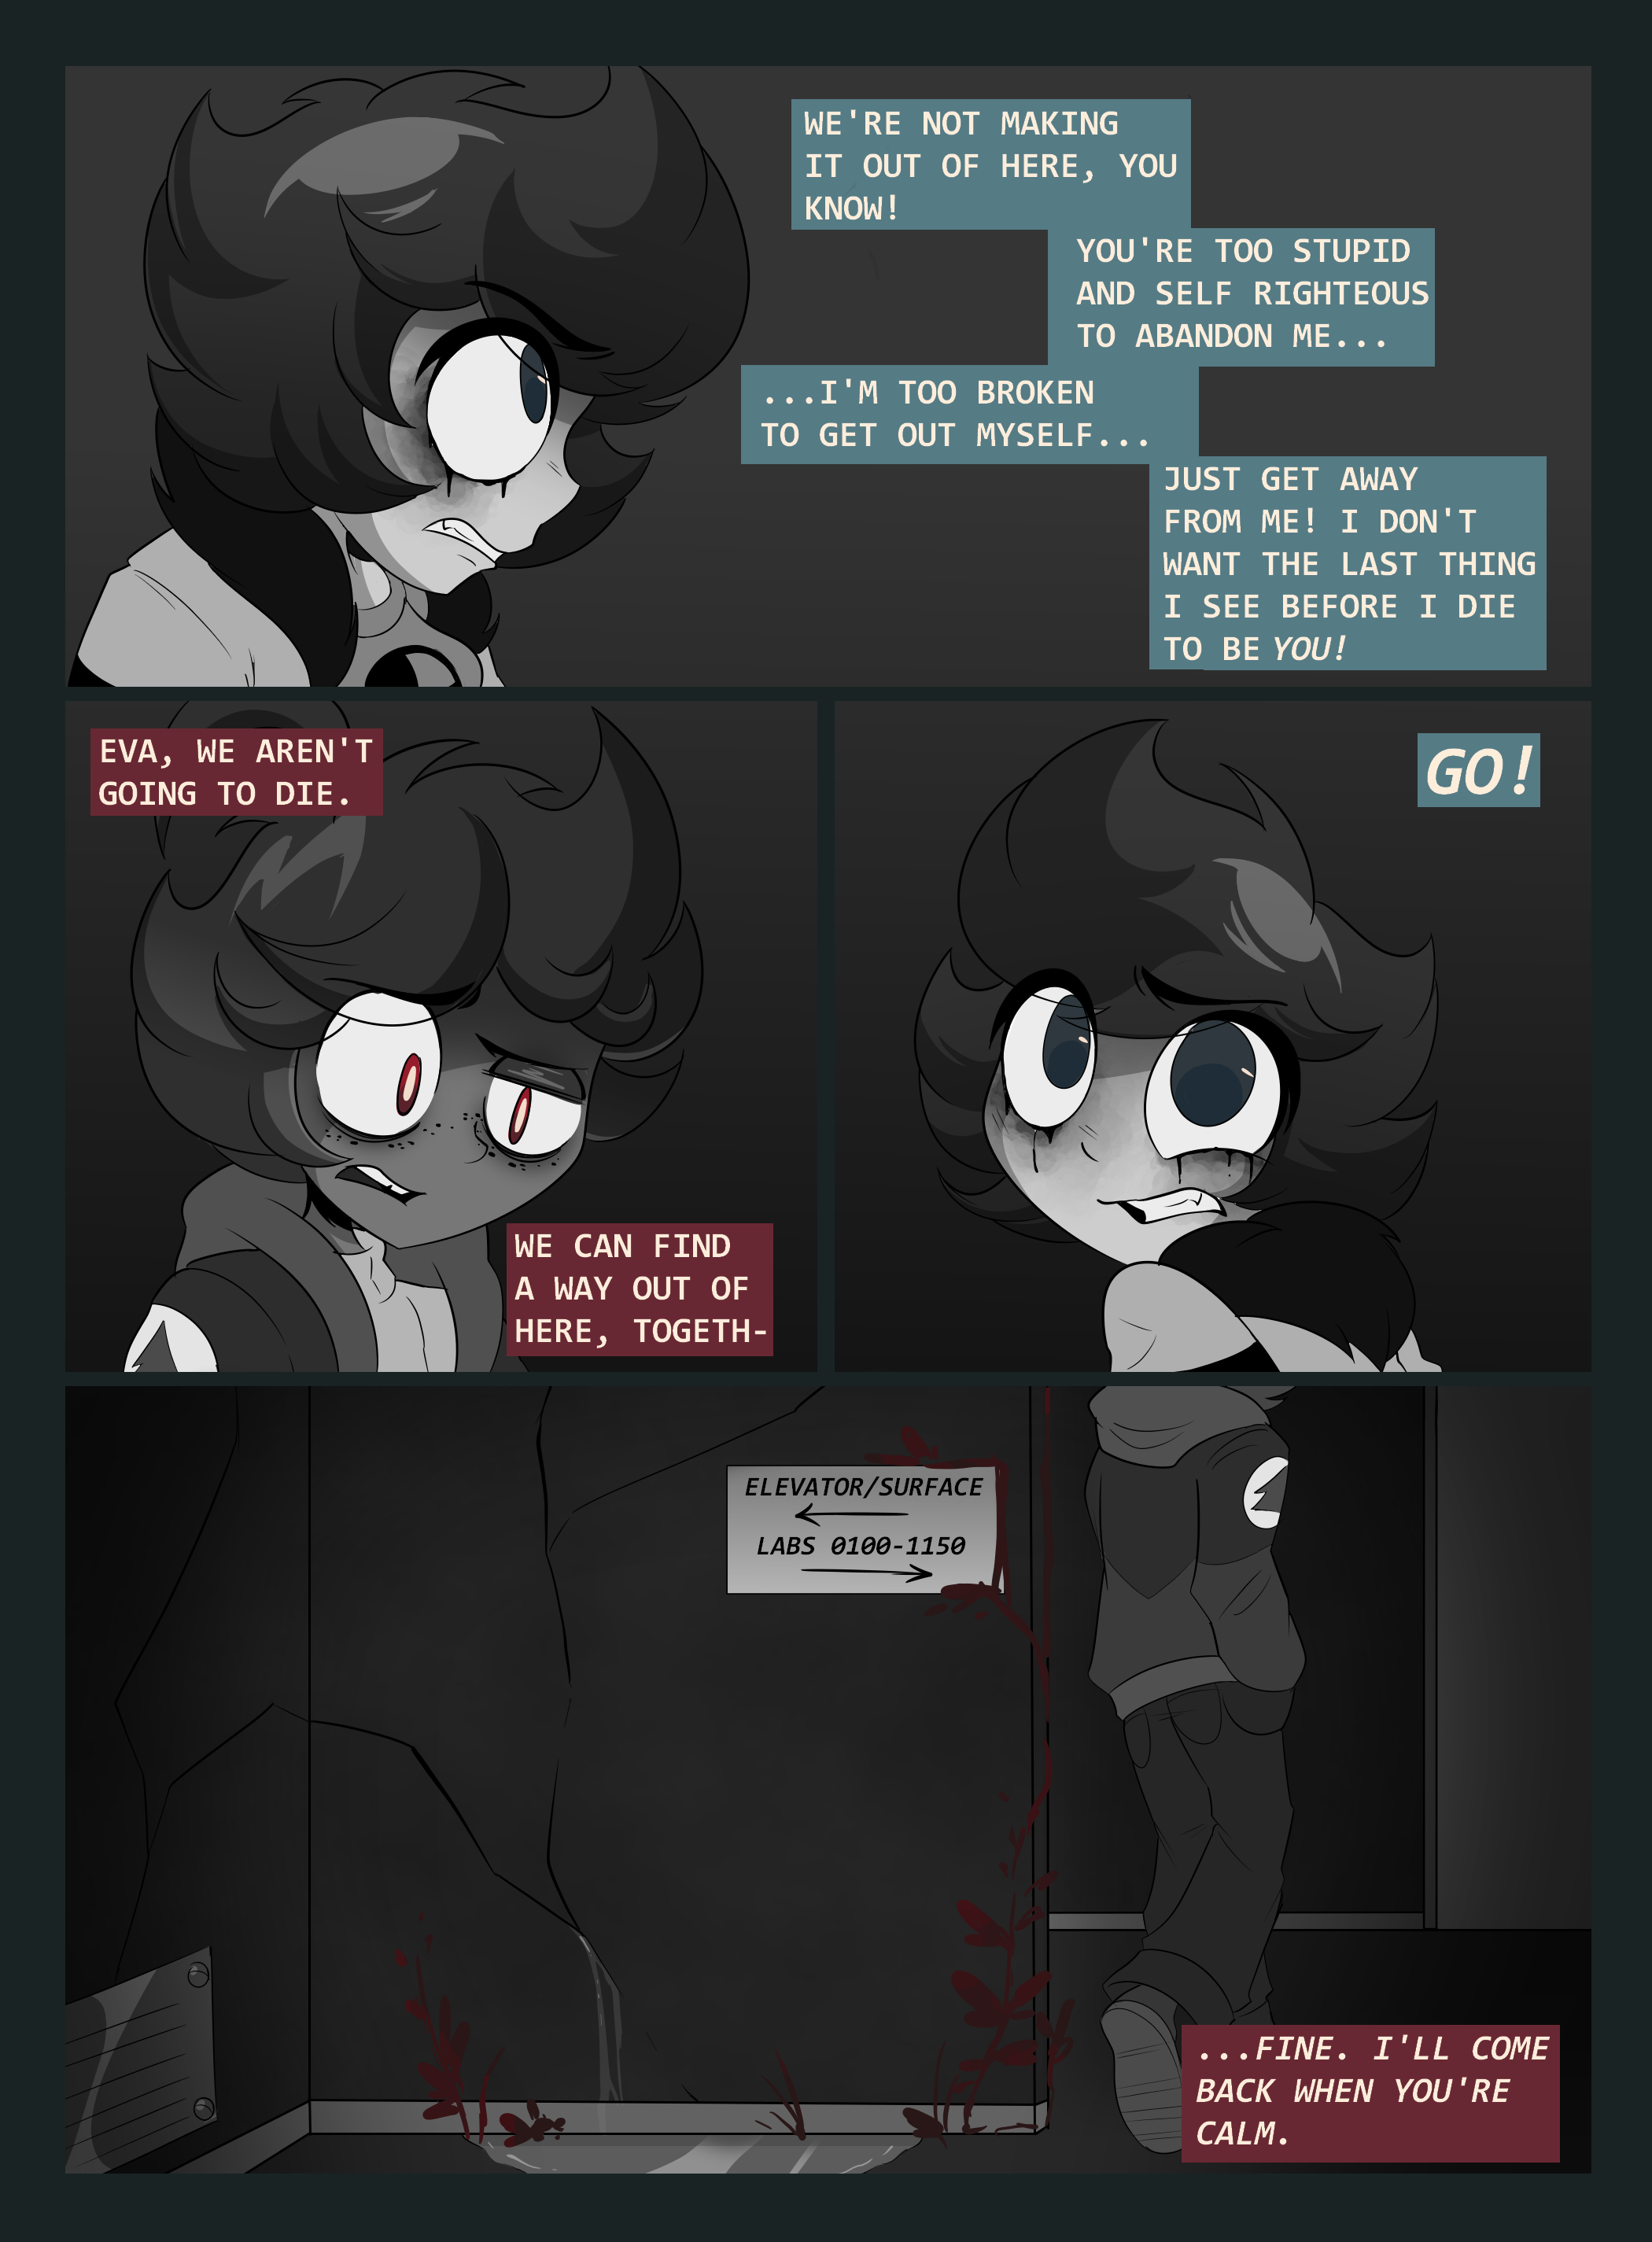 WE'RE NOT MAKING
IT OUT OF HERE, YOU
KNOW!
YOU'RE TOO STUPID
AND SELF RIGHTEOUS
TO ABANDON ME...
...I'M TOO BROKEN
TO GET OUT MYSELF...
JUST GET AWAY
FROM ME! I DON'T
WANT THE LAST THING
I SEE BEFORE I DIE
TO BE YOU!
EVA, WE AREN'T
GOING TO DIE.
WE CAN FIND
A WAY OUT OF
HERE, TOGETH-
GO!
ELEVATOR/SURFACE
LABS 0100-1150
...FINE. I'LL COME
BACK WHEN YOU'RE
CALM.